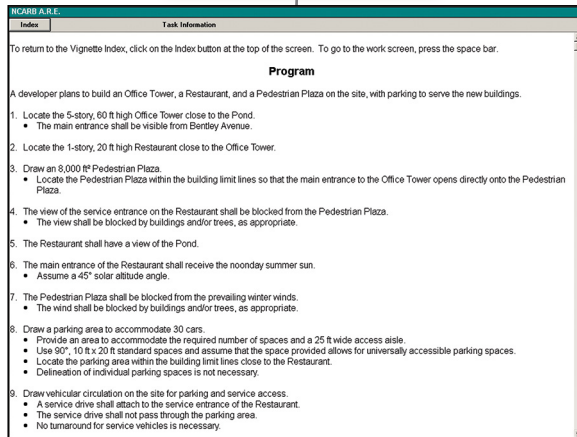 NCARB A.R.E.
Index
Task Information
To return to the Vignette Index, click on the Index button at the top of the screen. To go to the work screen, press the space bar.
Program
A developer plans to build an Office Tower, a Restaurant, and a Pedestrian Plaza on the site, with parking to serve the new buildings.
1. Locate the 5-story, 60 ft high Office Tower close to the Pond.
• The main entrance shall be visible from Bentley Avenue.
2. Locate the 1-story, 20 ft high Restaurant close to the Office Tower.
3. Draw an 8,000 ft² Pedestrian Plaza.
• Locate the Pedestrian Plaza within the building limit lines so that the main entrance to the Office Tower opens directly onto the Pedestrian
Plaza.
4. The view of the service entrance on the Restaurant shall be blocked from the Pedestrian Plaza.
• The view shall be blocked by buildings and/or trees, as appropriate.
5. The Restaurant shall have a view of the Pond.
6. The main entrance of the Restaurant shall receive the noonday summer sun.
• Assume a 45° solar altitude angle.
7. The Pedestrian Plaza shall be blocked from the prevailing winter winds.
• The wind shall be blocked by buildings and/or trees, as appropriate.
8. Draw a parking area to accommodate 30 cars.
• Provide an area to accommodate the required number of spaces and a 25 ft wide access aisle.
• Use 90°, 10 ft x 20 ft standard spaces and assume that the space provided allows for universally accessible parking spaces.
• Locate the parking area within the building limit lines close to the Restaurant.
• Delineation of individual parking spaces is not necessary.
9. Draw vehicular circulation on the site for parking and service access.
• A service drive shall attach to the service entrance of the Restaurant.
• The service drive shall not pass through the parking area.
• No turnaround for service vehicles is necessary.